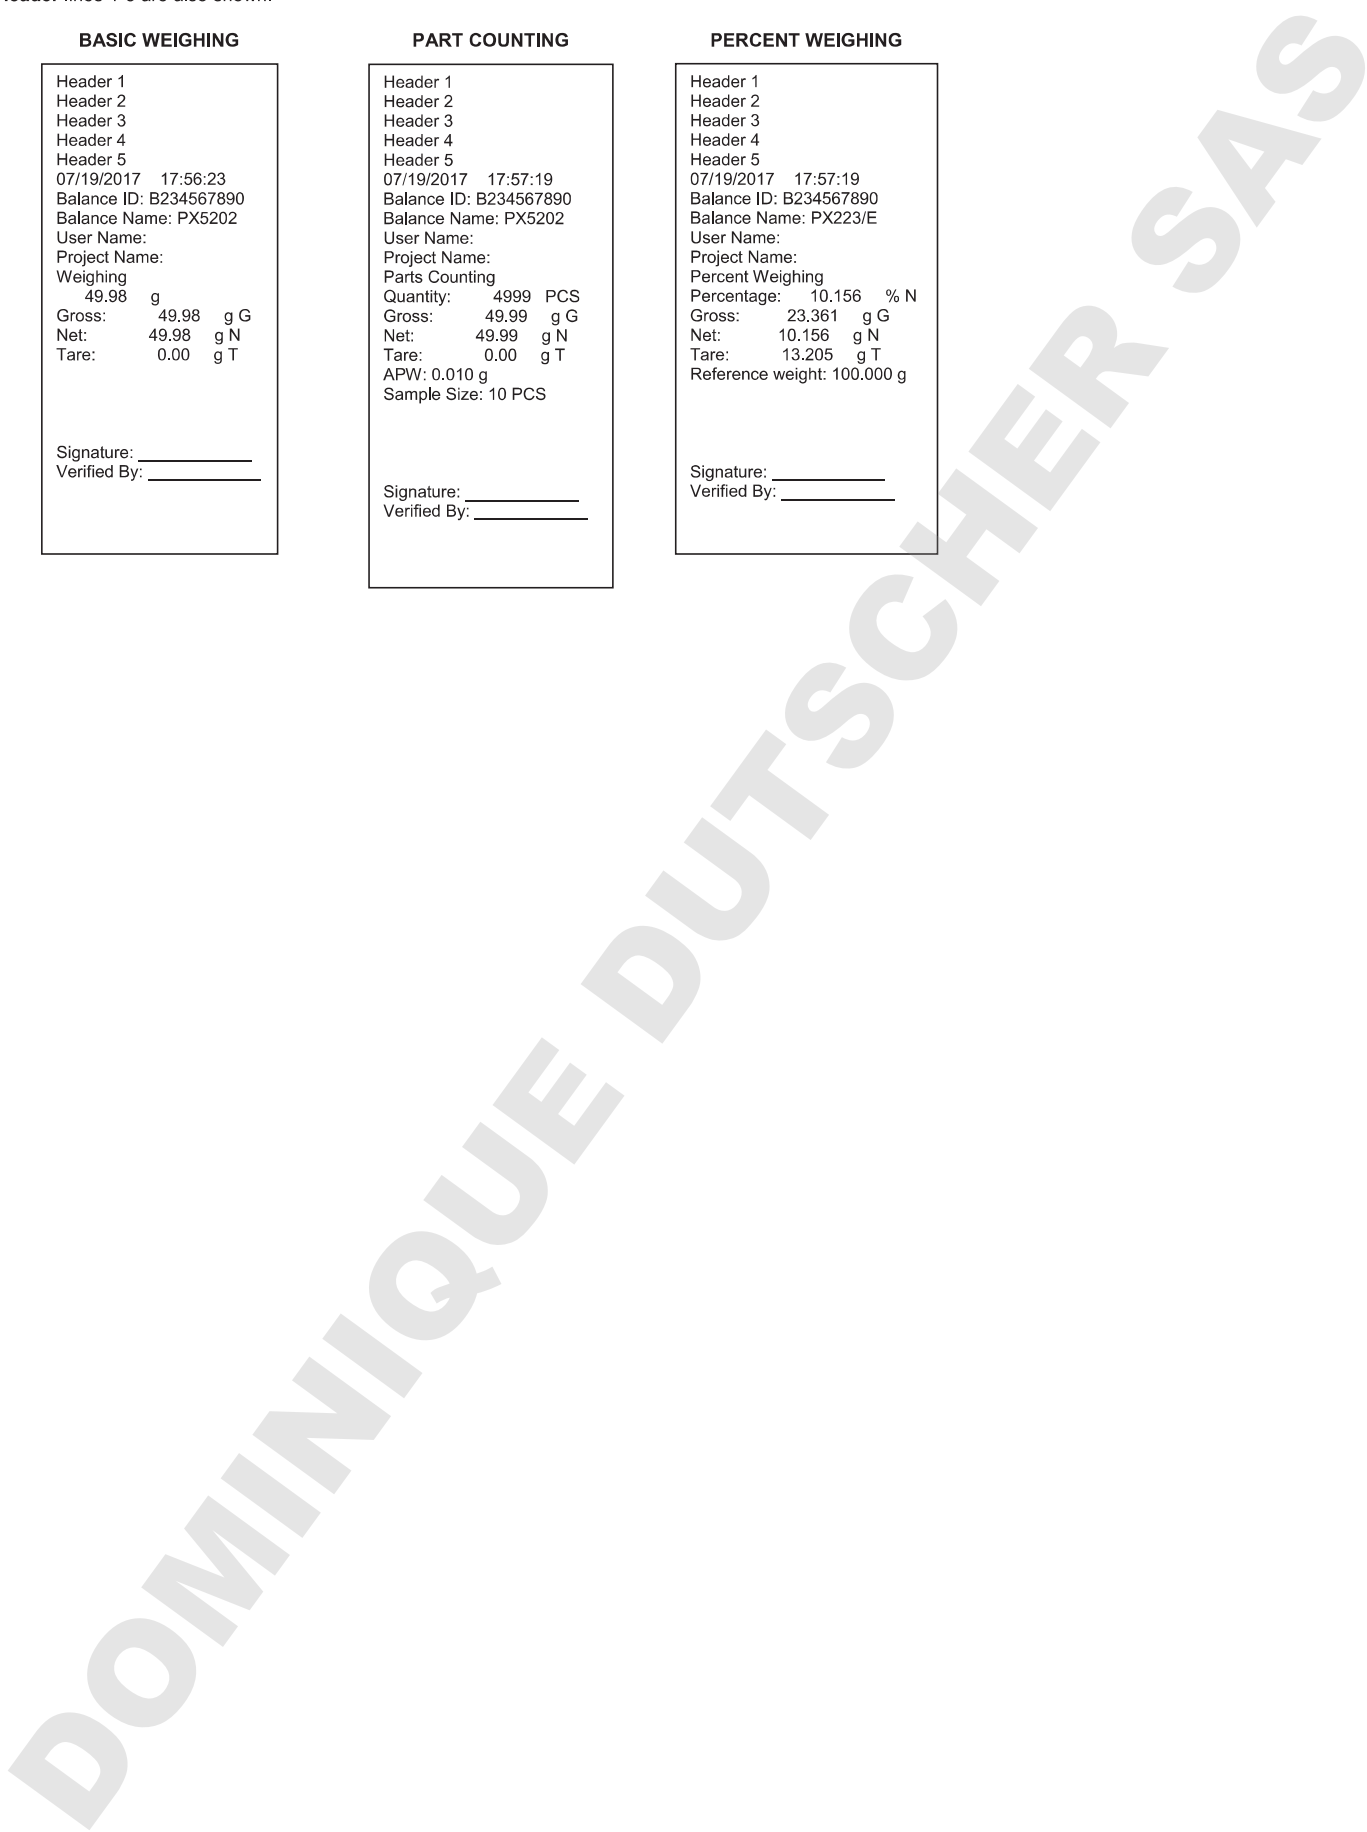 lines 1-5 are also shown.
BASIC WEIGHING
Header 1
Header 2
Header 3
Header 4
Header 5
07/19/2017 17:56:23
Balance ID: B234567890
Balance Name: PX5202
User Name:
Project Name:
Weighing
49.98 g
Gross: 49.98 g G
Net: 49.98 g N
Tare: 0.00 g T
Signature:
Verified By:
PART COUNTING
Header 1
Header 2
Header 3
Header 4
Header 5
07/19/2017 17:57:19
Balance ID: B234567890
Balance Name: PX5202
User Name:
Project Name:
Parts Counting
Quantity: 4999 PCS
Gross: 49.99 g G
Net: 49.99 g N
Tare: 0.00 g T
APW: 0.010 g
Sample Size: 10 PCS
Signature:
Verified By:
PERCENT WEIGHING
Header 1
Header 2
Header 3
Header 4
Header 5
07/19/2017 17:57:19
Balance ID: B234567890
Balance Name: PX223/E
User Name:
Project Name:
Percent Weighing
Percentage: 10.156 % N
Gross: 23.361 g G
Net: 10.156 g N
Tare: 13.205 g T
Reference weight: 100.000 g
Signature:
Verified By:
DOMINIQUE DUTSCHER SAS